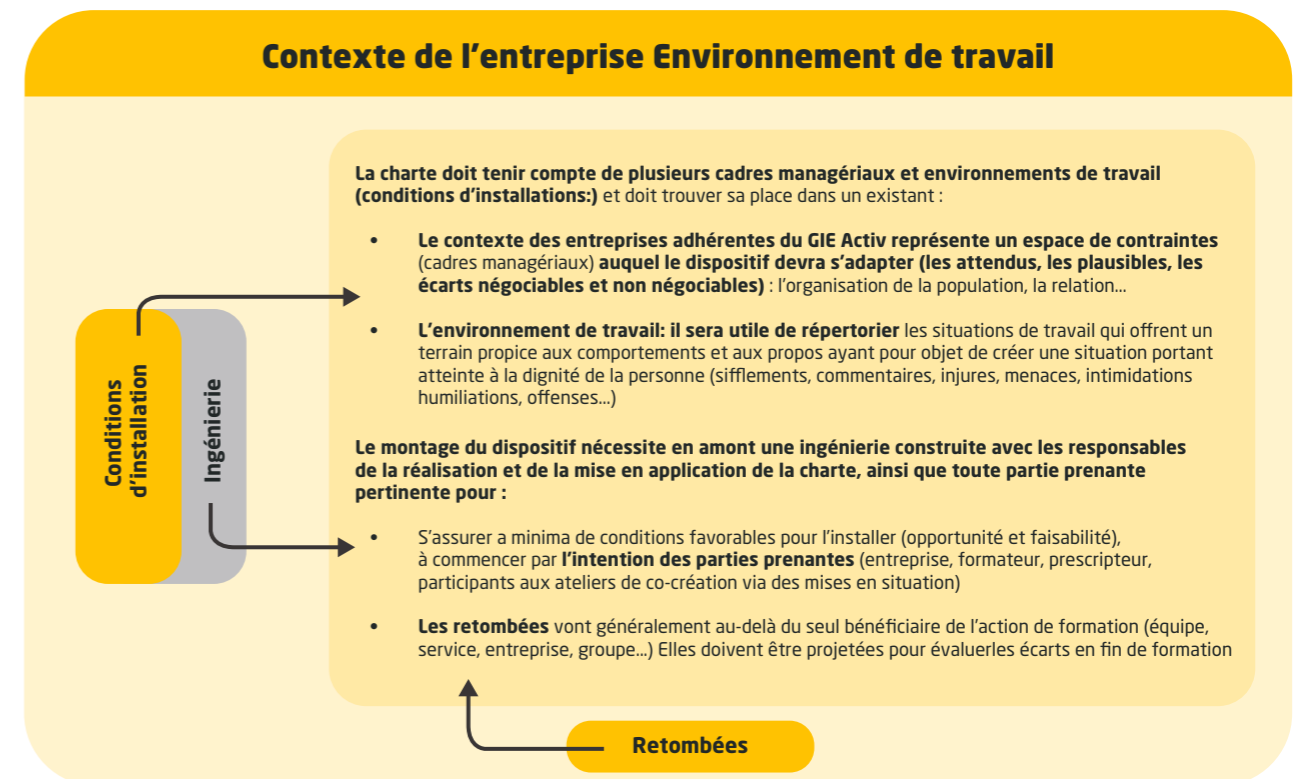 Contexte de l'entreprise Environnement de travail
La charte doit tenir compte de plusieurs cadres managériaux et environnements de travail
(conditions d'installations:) et doit trouver sa place dans un existant :
• Le contexte des entreprises adhérentes du GIE Activ représente un espace de contraintes
(cadres managériaux) auquel le dispositif devra s'adapter (les attendus, les plausibles, les
écarts négociables et non négociables) : l'organisation de la population, la relation...
• L'environnement de travail: il sera utile de répertorier les situations de travail qui offrent un
terrain propice aux comportements et aux propos ayant pour objet de créer une situation portant
atteinte à la dignité de la personne (sifflements, commentaires, injures, menaces, intimidations
humiliations, offenses...)
Conditions
d'installation
Ingénierie
Le montage du dispositif nécessite en amont une ingénierie construite avec les responsables
de la réalisation et de la mise en application de la charte, ainsi que toute partie prenante
pertinente pour :
• S'assurer a minima de conditions favorables pour l'installer (opportunité et faisabilité),
à commencer par l'intention des parties prenantes (entreprise, formateur, prescripteur,
participants aux ateliers de co-création via des mises en situation)
• Les retombées vont généralement au-delà du seul bénéficiaire de l'action de formation (équipe,
service, entreprise, groupe...) Elles doivent être projetées pour évaluerles écarts en fin de formation
Retombées